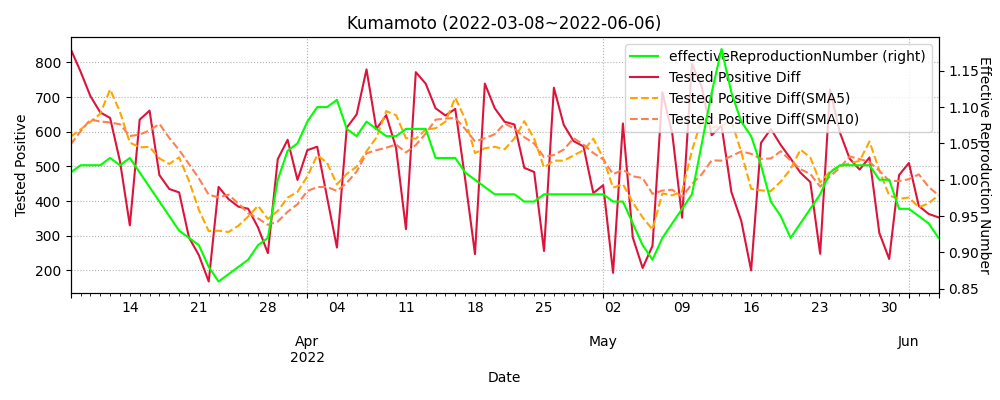 Kumamoto (2022-03-08~2022-06-06)
effectiveReproductionNumber (right)
Tested Positive Diff
Tested Positive Diff(SMA5)
Tested Positive Diff(SMA10)
Tested Positive
800
700
600
500
400
300
200
Effective Reproduction Number
1.15
1.10
1.05
1.00
0.95
0.90
0.85
14 21 28 04 11 18 25 02 09 16 23 30
Apr May Jun
2022
Date